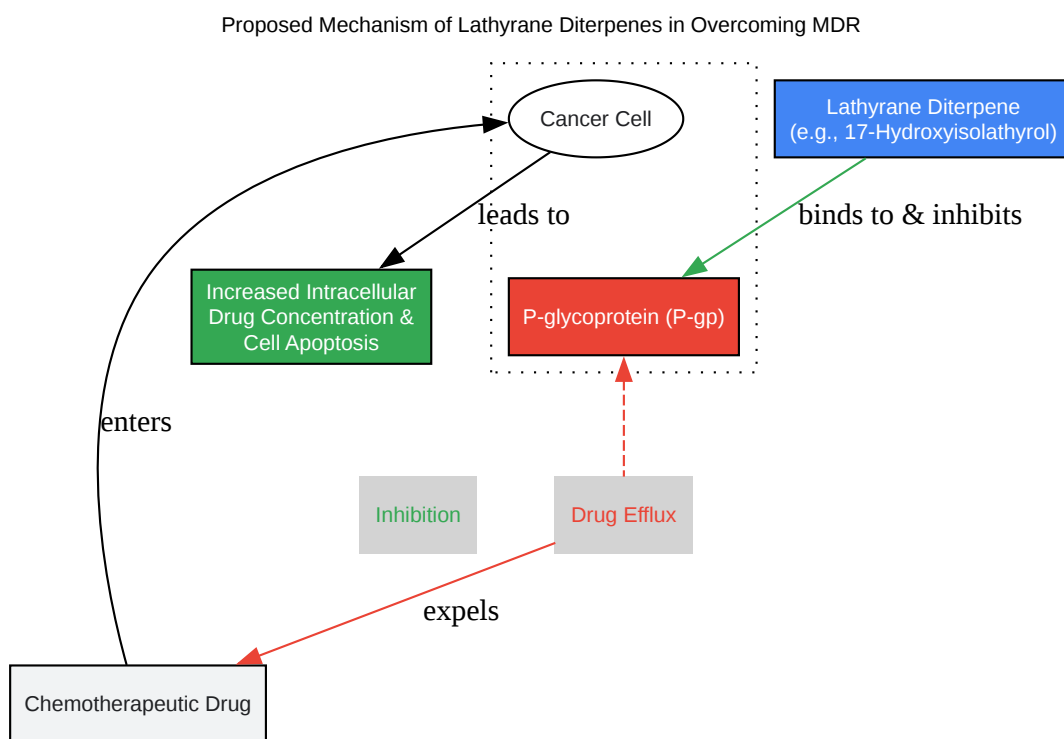 Proposed Mechanism of Lathyrane Diterpenes in Overcoming MDR
Cancer Cell
Lathyrane Diterpene
(e.g., 17-Hydroxyisolathyrol)
leads to
binds to & inhibits
Increased Intracellular
Drug Concentration &
Cell Apoptosis
P-glycoprotein (P-gp)
enters
Inhibition
Drug Efflux
expels
Chemotherapeutic Drug